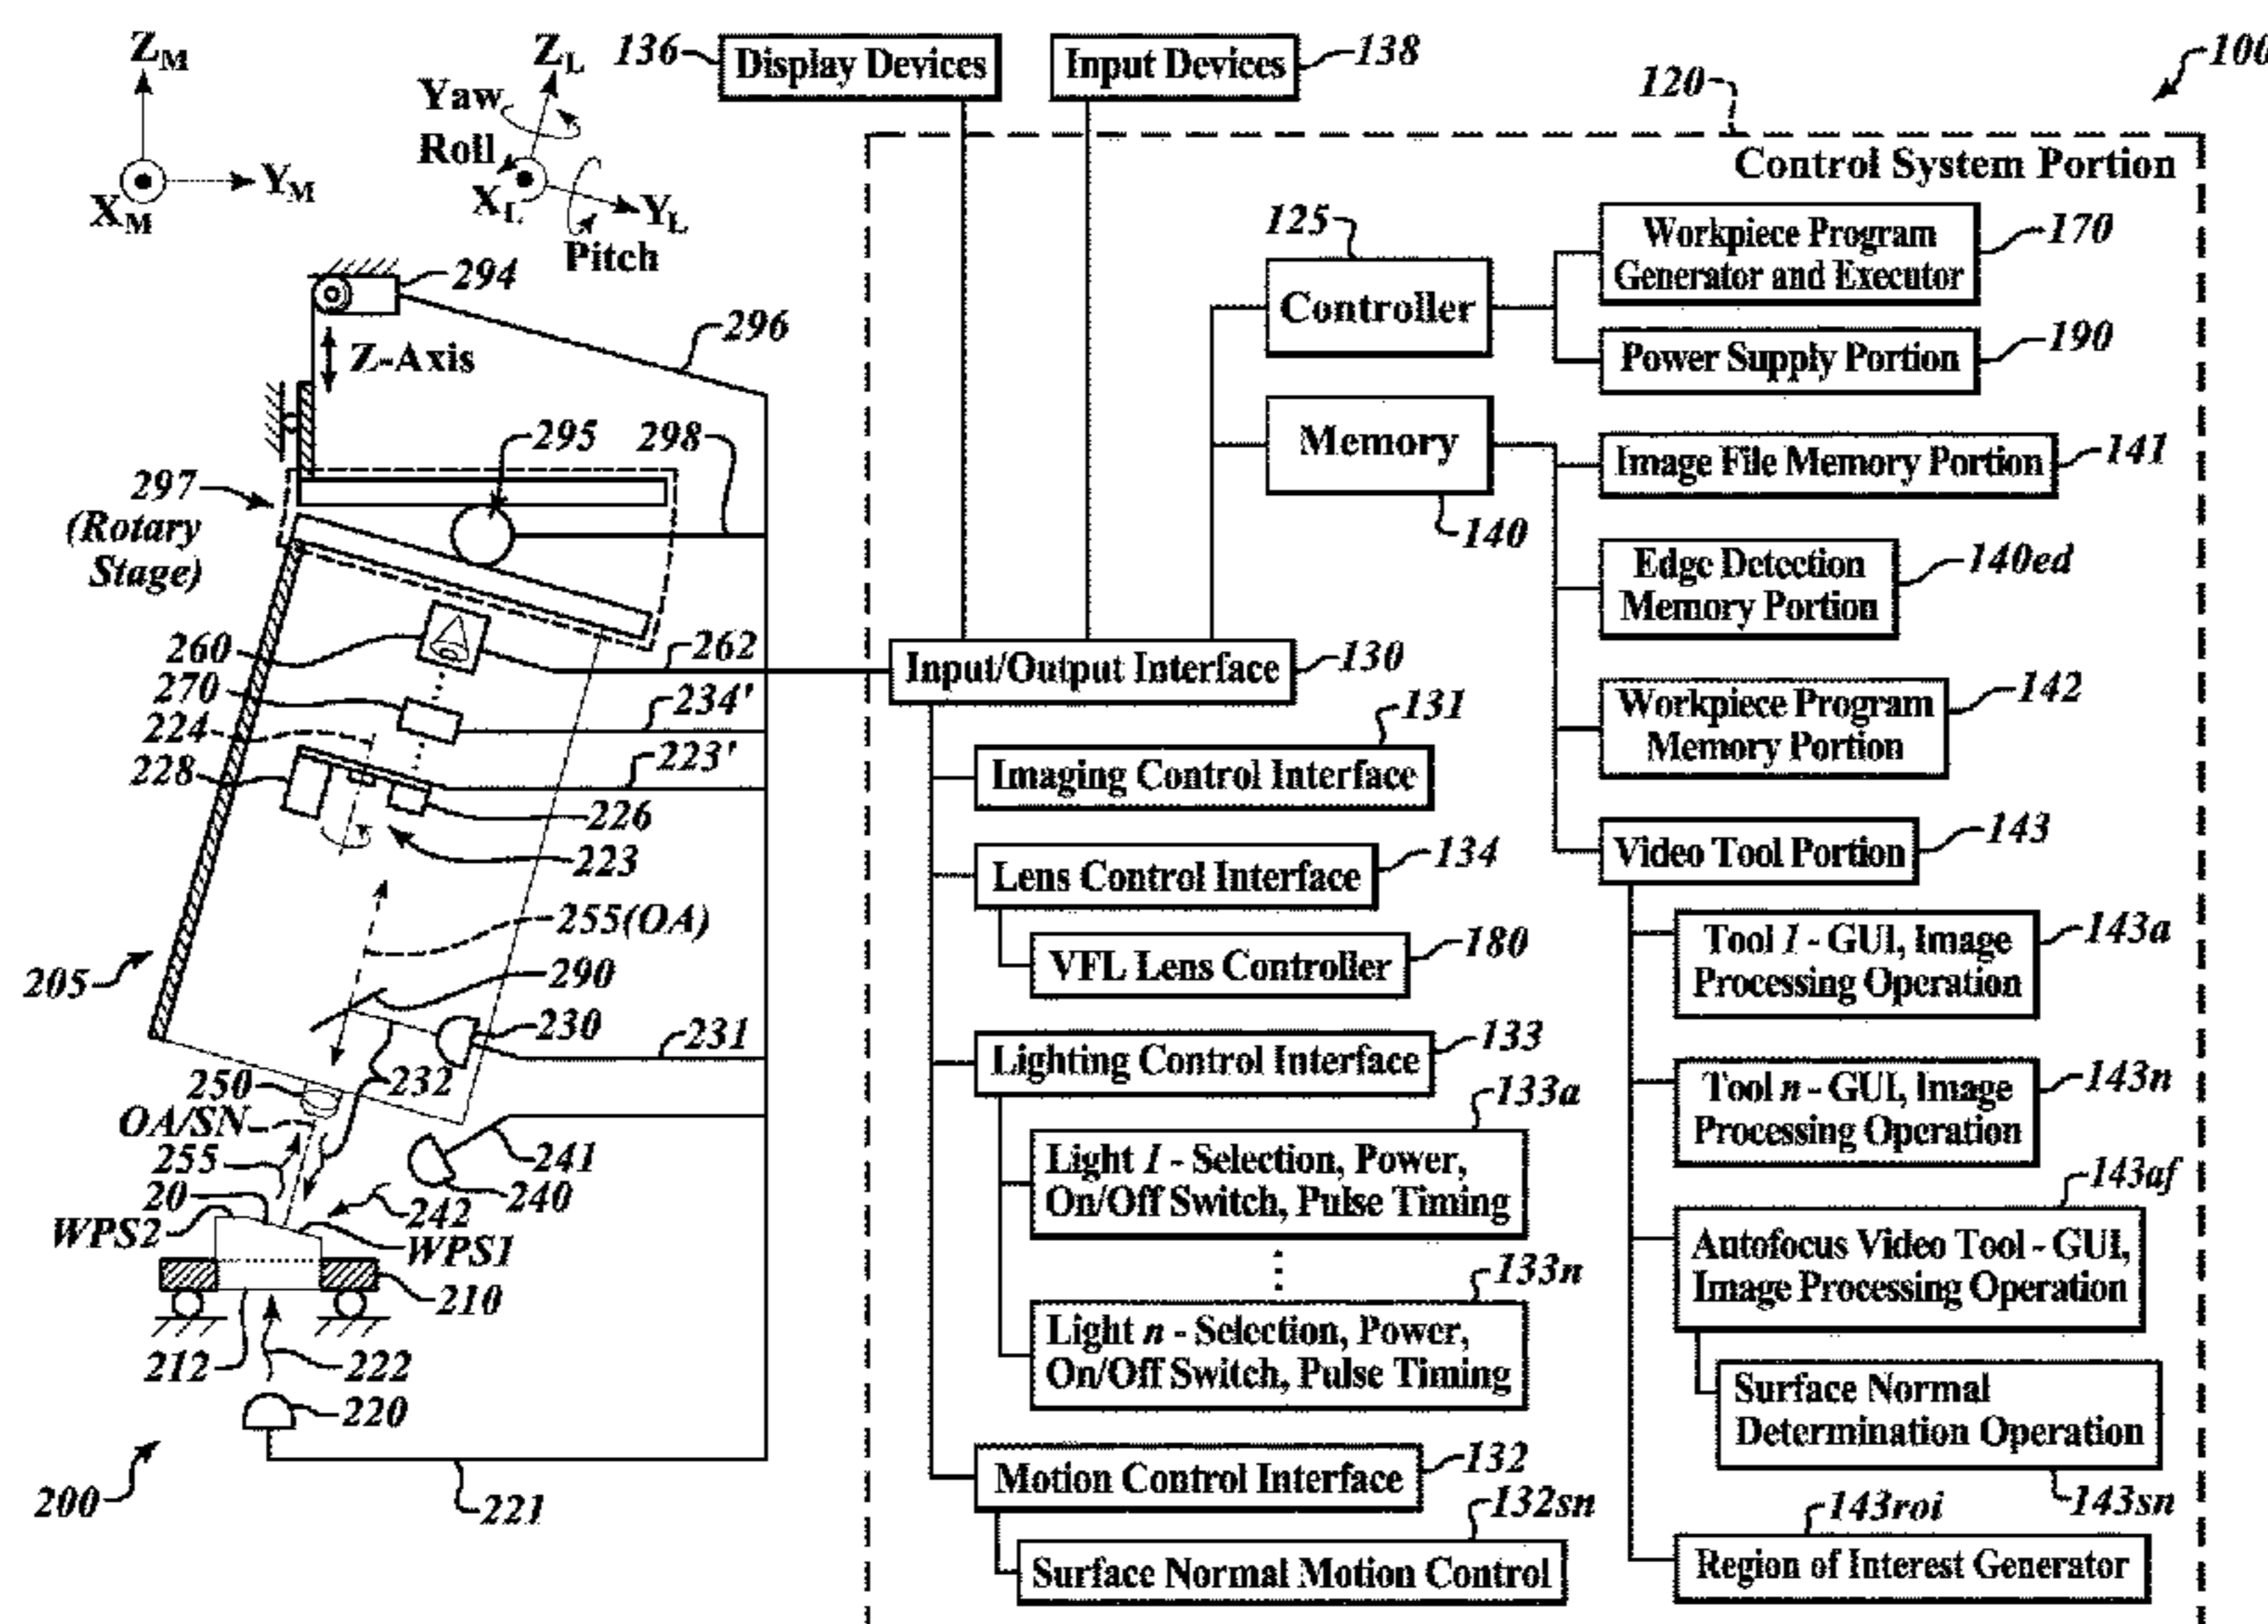 Z_M
Y_M
X_M
Z_L
Yaw
Roll
X_L
Y_L
Pitch
136
Display Devices
Input Devices
138
120
100
Control System Portion
294
Z-Axis
296
295
298
297
(Rotary
Stage)
260
262
270
224
234'
228
223'
226
223
255(OA)
205
290
230
231
250
232
OA/SN
255
241
20
240
242
WPS2
WPS1
210
212
222
220
200
221
125
Controller
Workpiece Program
Generator and Executor
170
Power Supply Portion
190
Memory
140
Image File Memory Portion
141
Edge Detection
Memory Portion
140ed
Input/Output Interface
130
Workpiece Program
Memory Portion
142
Imaging Control Interface
131
Video Tool Portion
143
Lens Control Interface
134
VFL Lens Controller
180
Tool 1 - GUI, Image
Processing Operation
143a
Lighting Control Interface
133
Tool n - GUI, Image
Processing Operation
143n
133a
Light 1 - Selection, Power,
On/Off Switch, Pulse Timing
143af
Autofocus Video Tool - GUI,
Image Processing Operation
133n
Light n - Selection, Power,
On/Off Switch, Pulse Timing
Surface Normal
Determination Operation
143sn
Motion Control Interface
132
132sn
Surface Normal Motion Control
143roi
Region of Interest Generator